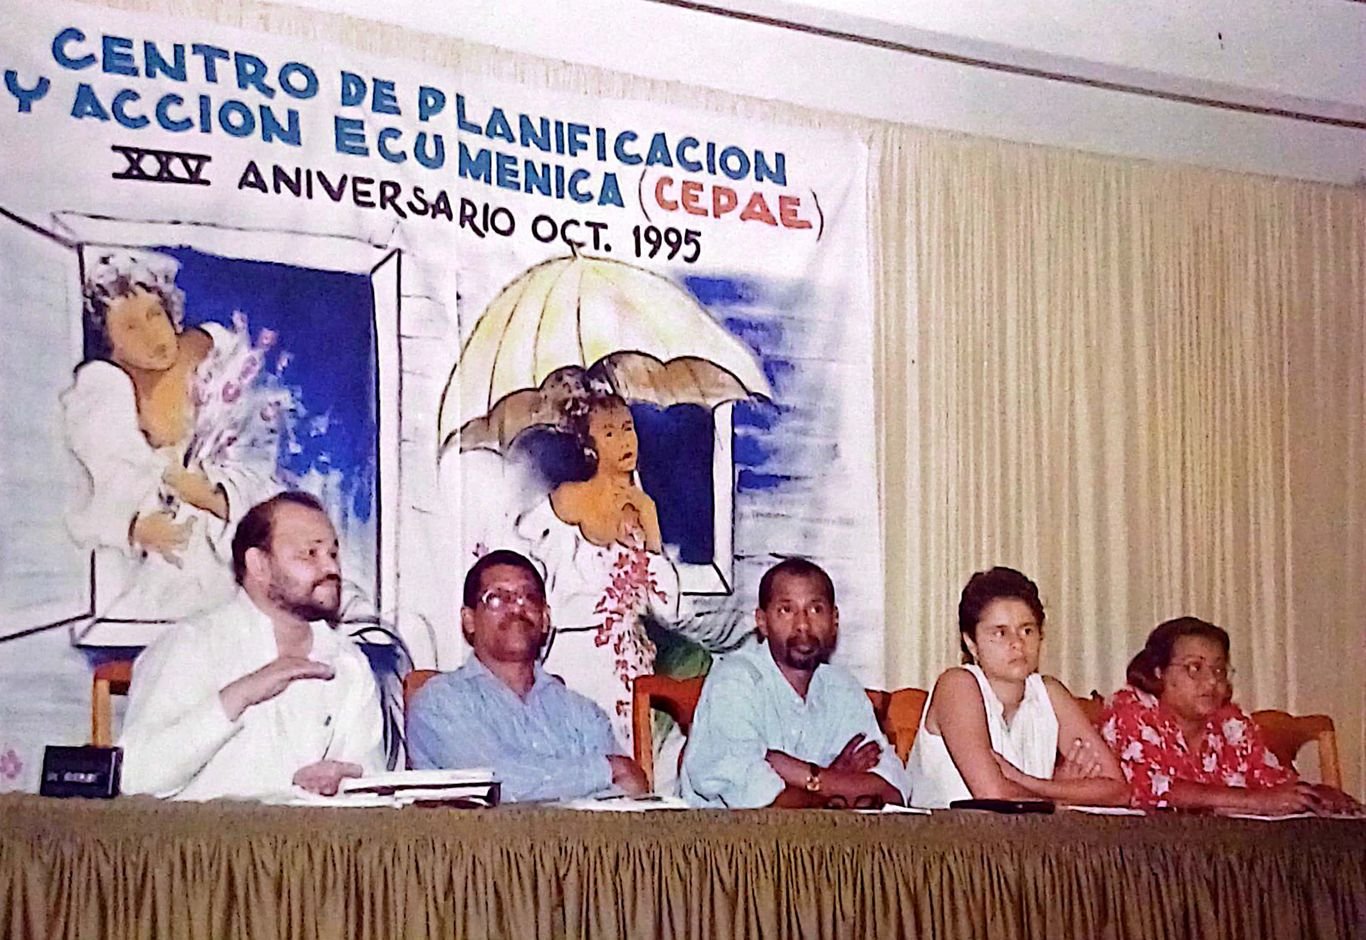 CENTRO DE PLANIFICACION
Y ACCION ECUMENICA (CEPAE)
XXV ANIVERSARIO OCT. 1995